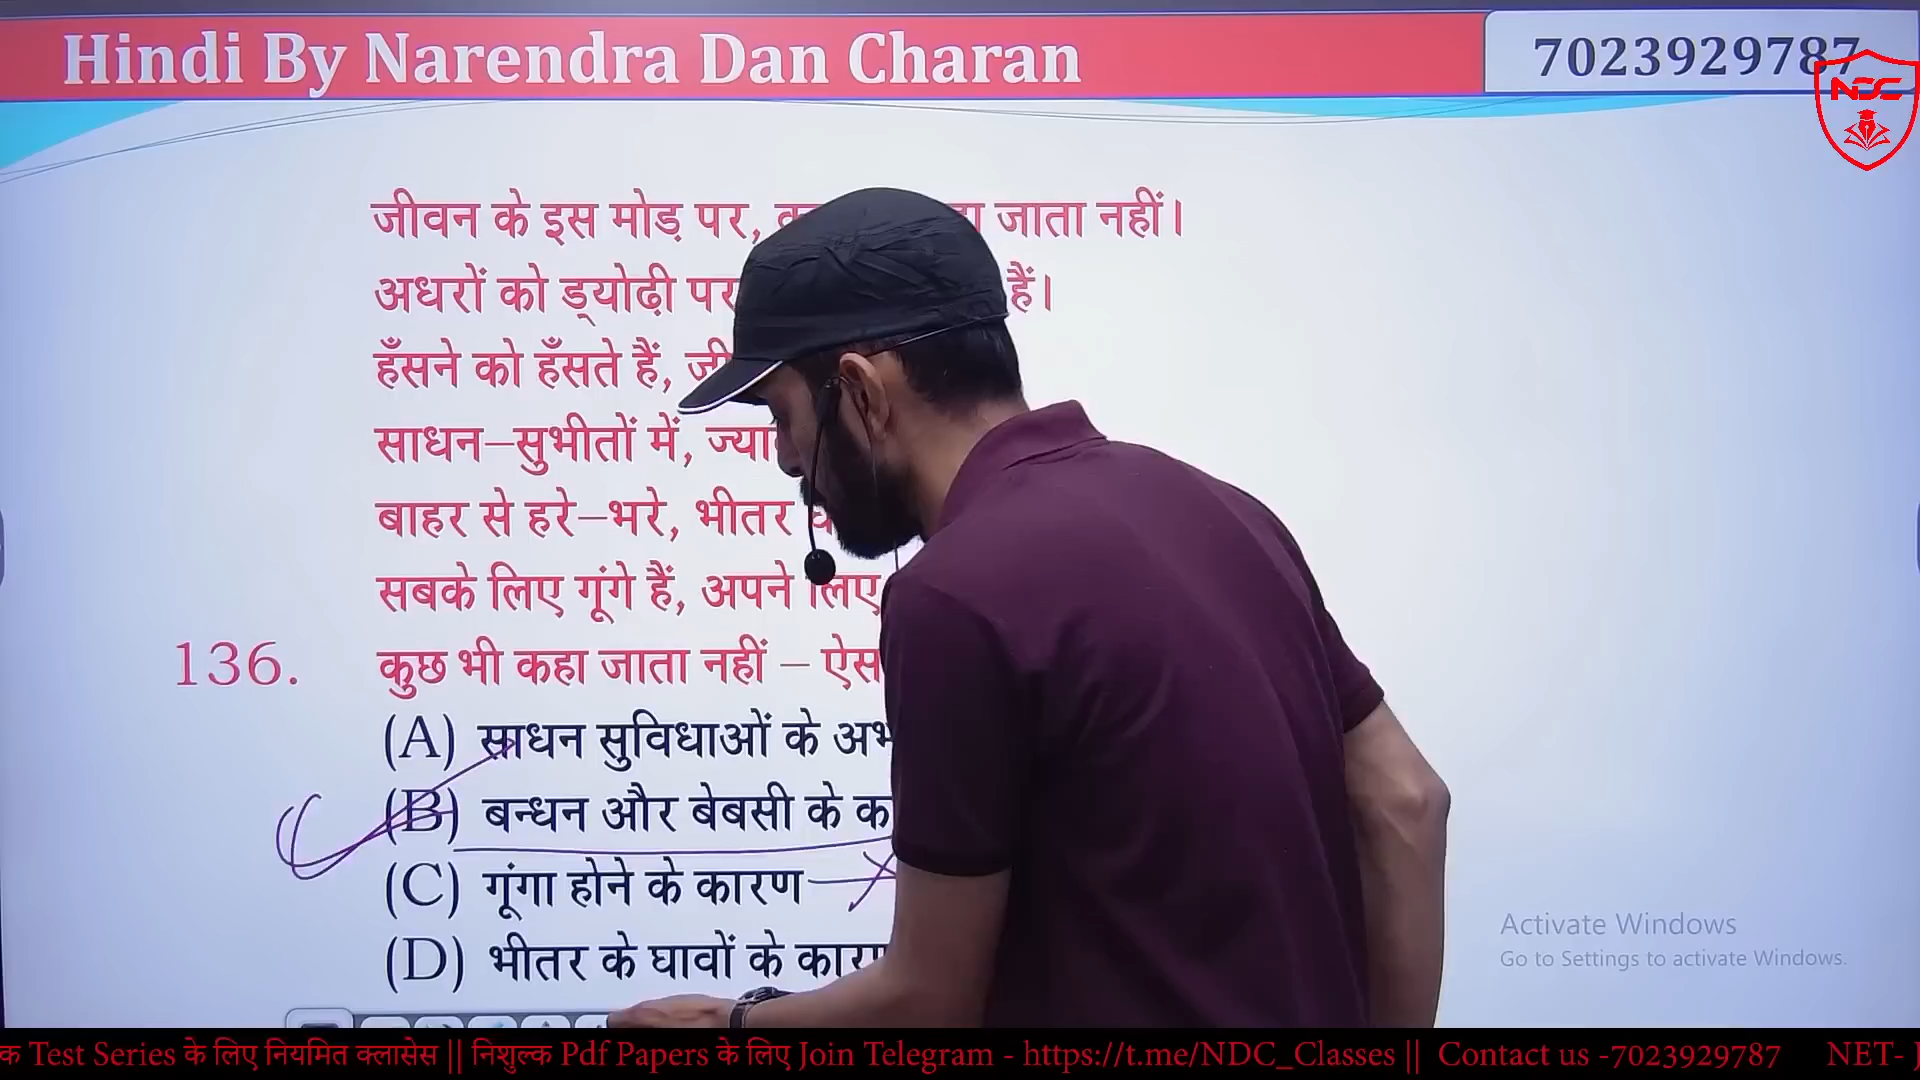 Hindi By Narendra Dan Charan
7023929787
NDC
जीवन के इस मोड़ पर, जाता नहीं।
अधरों को ड्योढ़ी पर हैं।
हँसने को हँसते हैं,
साधन–सुभीतों में,
बाहर से हरे–भरे, भीतर
सबके लिए गूंगे हैं, अपने लिए
136. कुछ भी कहा जाता नहीं –
(A) साधन सुविधाओं के
(B) बन्धन और बेबसी के
(C) गूंगा होने के कारण
(D) भीतर के घावों के
Activate Windows
Go to Settings to activate Windows.
क Test Series के लिए नियमित क्लासेस || निशुल्क Pdf Papers के लिए Join Telegram - https://t.me/NDC_Classes || Contact us -7023929787 NET-